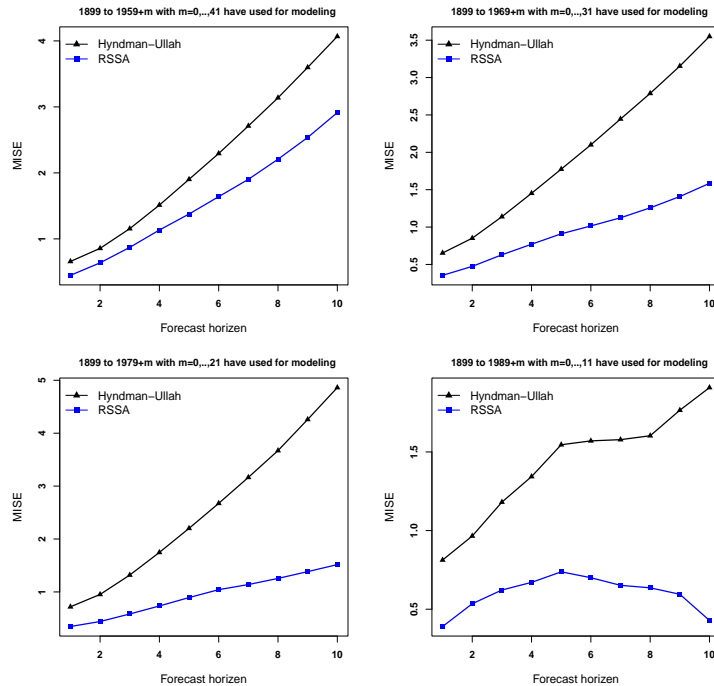 1899 to 1959+m with m=0,..,41 have used for modeling
Hyndman−Ullah
RSSA
MISE
4
3
2
1
2 4 6 8 10
Forecast horizen
1899 to 1969+m with m=0,...,31 have used for modeling
Hyndman−Ullah
RSSA
MISE
3.5
3.0
2.5
2.0
1.5
1.0
0.5
2 4 6 8 10
Forecast horizen
1899 to 1979+m with m=0,..,21 have used for modeling
Hyndman−Ullah
RSSA
MISE
5
4
3
2
1
2 4 6 8 10
Forecast horizen
1899 to 1989+m with m=0,..,11 have used for modeling
Hyndman−Ullah
RSSA
MISE
1.5
1.0
0.5
2 4 6 8 10
Forecast horizen